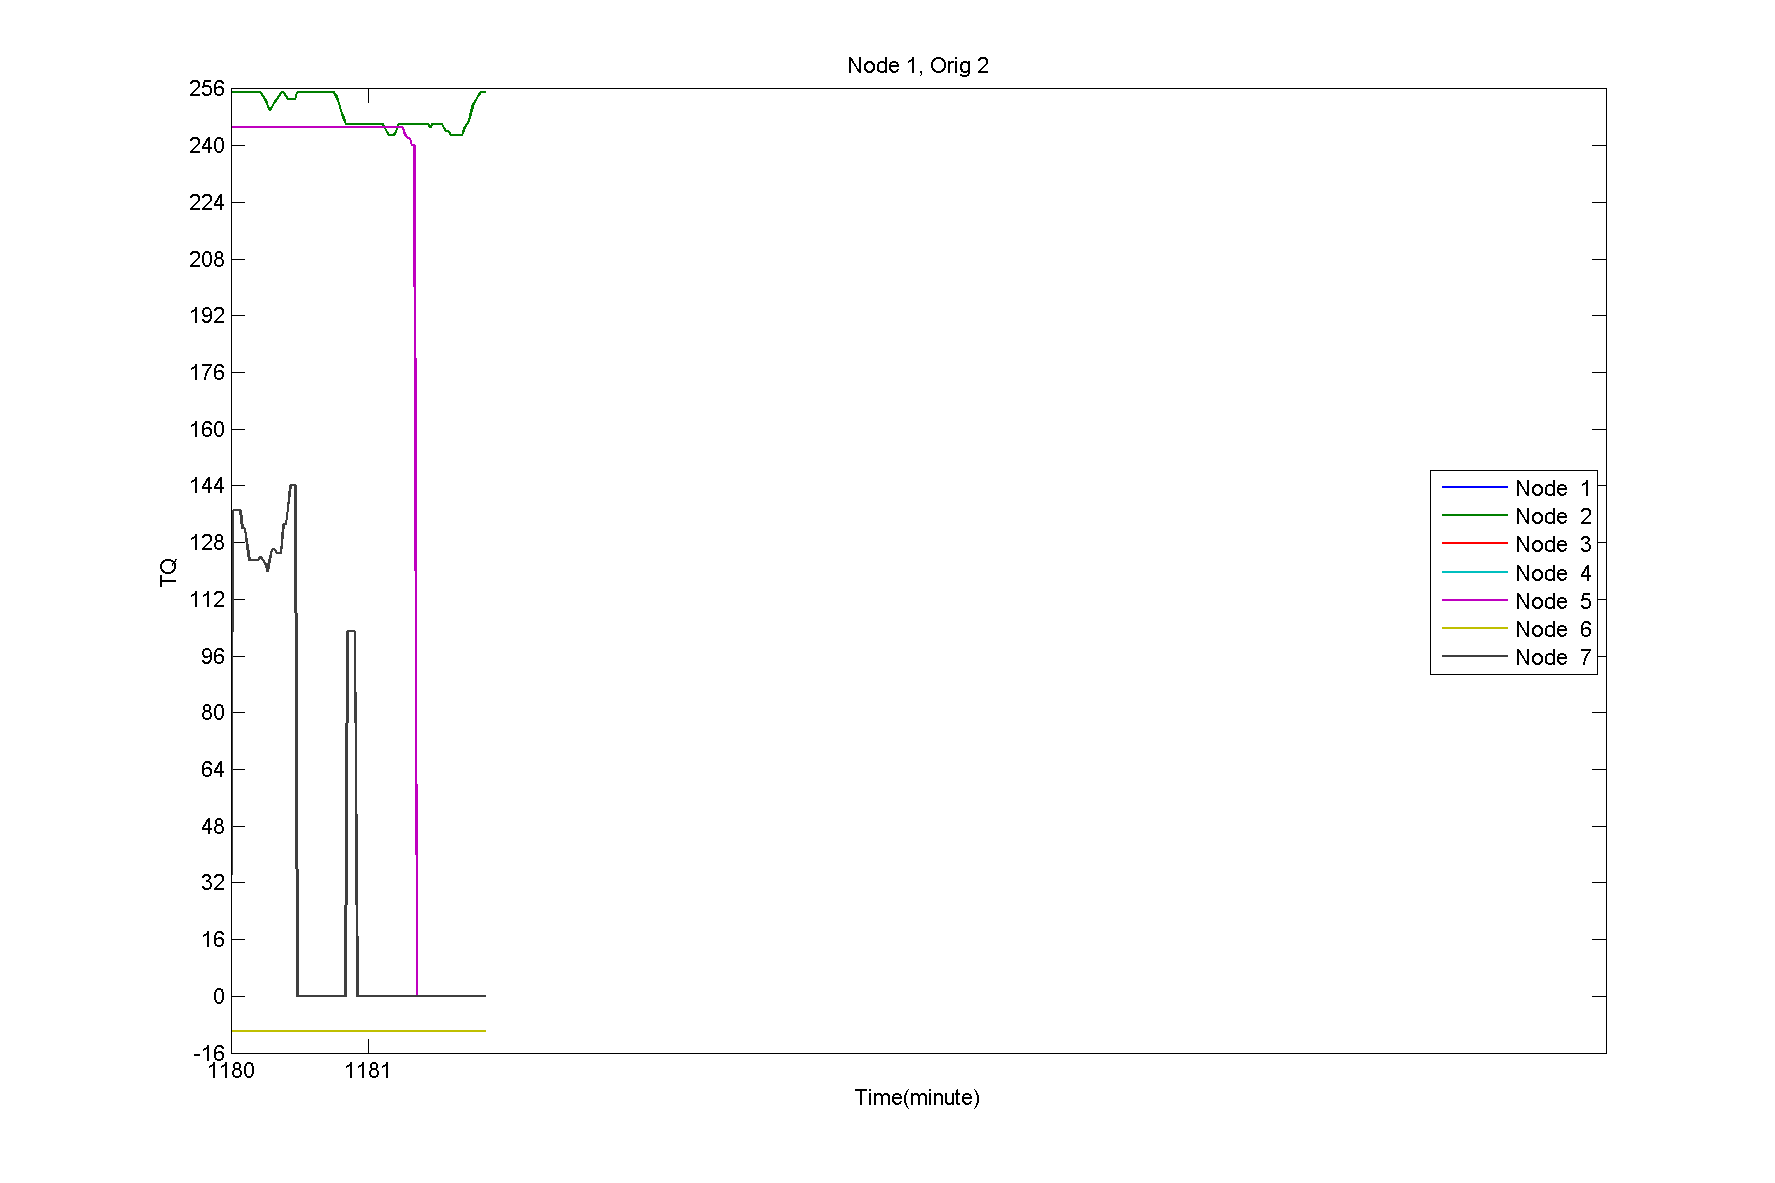 Node 1, Orig 2
256
240
224
208
192
176
160
144
128
112
96
80
64
48
32
16
0
-16
TQ
1180 1181
Time(minute)
Node 1
Node 2
Node 3
Node 4
Node 5
Node 6
Node 7